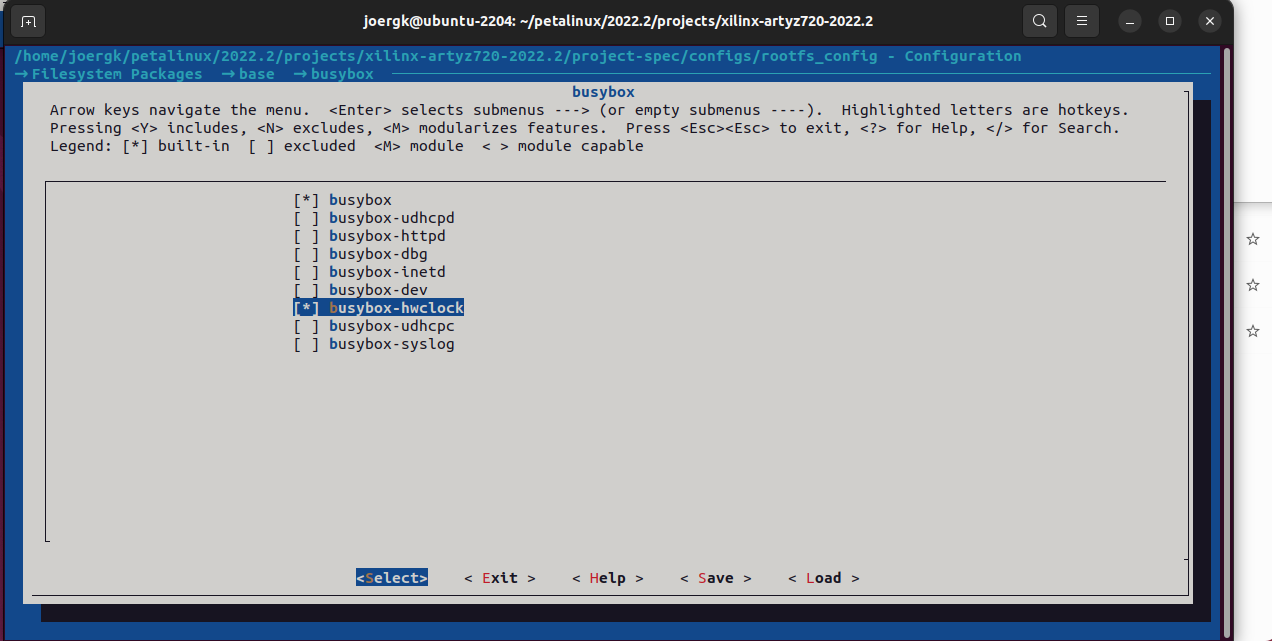 joergk@ubuntu-2204: ~/petalinux/2022.2/projects/xilinx-artyz720-2022.2
/home/joergk/petalinux/2022.2/projects/xilinx-artyz720-2022.2/project-spec/configs/rootfs_config - Configuration
→Filesystem Packages →base →busybox
busybox
Arrow keys navigate the menu. <Enter> selects submenus ---> (or empty submenus ----). Highlighted letters are hotkeys.
Pressing <Y> includes, <N> excludes, <M> modularizes features. Press <Esc><Esc> to exit, <?> for Help, </> for Search.
Legend: [*] built-in [ ] excluded <M> module < > module capable
[*] busybox
[ ] busybox-udhcpd
[ ] busybox-httpd
[ ] busybox-dbg
[ ] busybox-inetd
[ ] busybox-dev
[*] busybox-hwclock
[ ] busybox-udhcpc
[ ] busybox-syslog
<Select> < Exit > < Help > < Save > < Load >